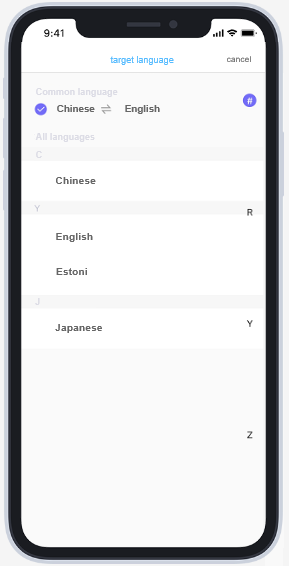 9:41
target language
cancel
Common language
#
Chinese ⇌ English
All languages
C
Chinese
Y
R
English
Estoni
J
Y
Japanese
Z